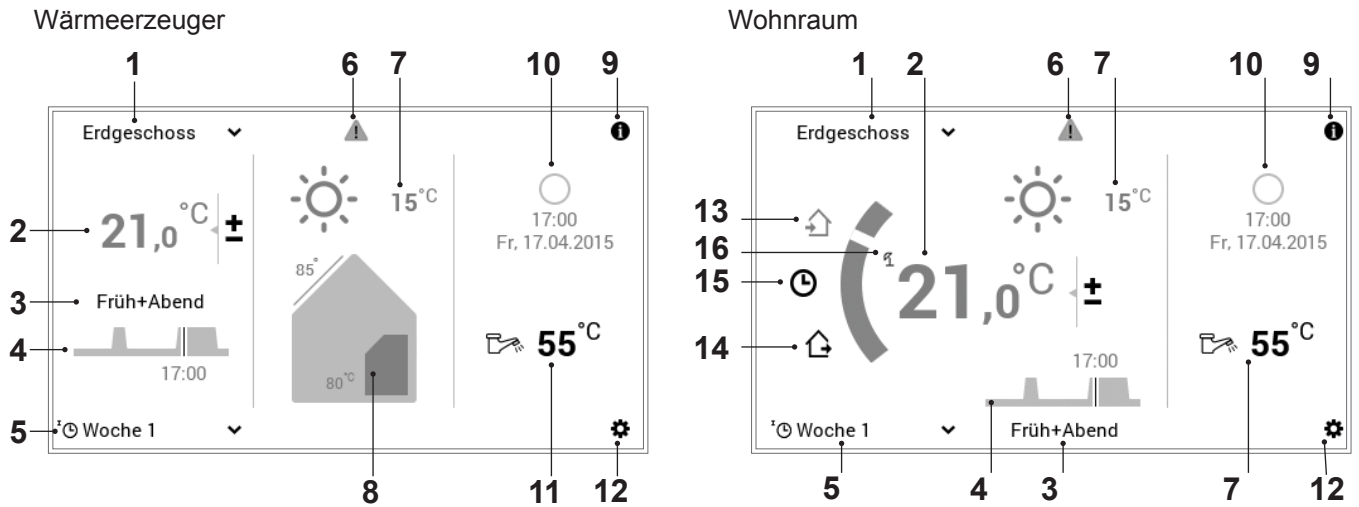 Wärmeerzeuger
1 6 7 10 9
Erdgeschoss
15°C
2 21,0°C ±
17:00
Fr, 17.04.2015
85°
3 Früh+Abend
4
17:00
80°C
55°C
5 Woche 1
8 11 12
Wohnraum
1 2 6 7 10 9
Erdgeschoss
15°C
13
17:00
Fr, 17.04.2015
16
15
21,0°C ±
14
55°C
17:00
Woche 1 Früh+Abend
5 4 3 7 12